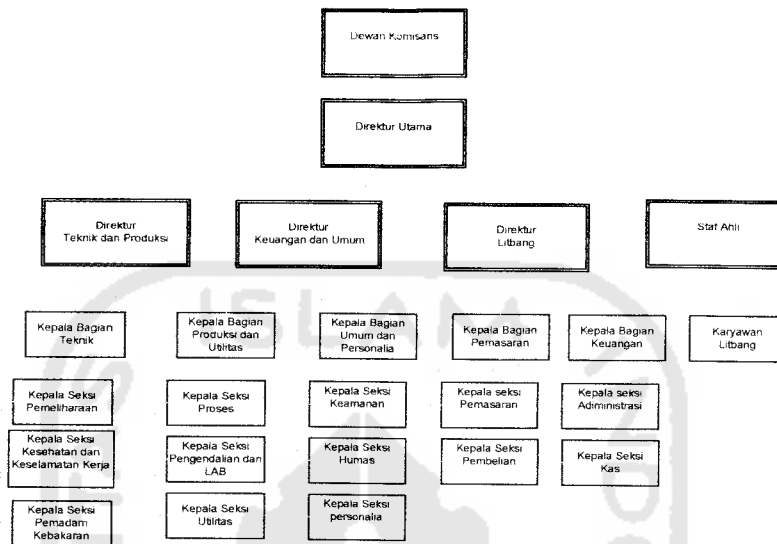 Dewan Komisans
Direktur Utama
Direktur
Teknik dan Produksi
Direktur
Keuangan dan Umum
Direktur
Litbang
Staf Ahli
Kepala Bagian
Teknik
Kepala Bagian
Produksi dan
Utilitas
Kepala Bagian
Umum dan
Personalia
Kepala Bagian
Pemasaran
Kepala Bagian
Keuangan
Karyawan
Litbang
Kepala Seksi
Pemeliharaan
Kepala Seksi
Proses
Kepala Seksi
Keamanan
Kepala seksi
Pemasaran
Kepala seksi
Adiministrasi
Kepala Seksi
Kesehatan dan
Keselamatan Kerja
Kepala Seksi
Pengendalian dan
LAB
Kepala Seksi
Humas
Kepala Seksi
Pembelian
Kepala Seksi
Kas
Kepala Seksi
Pemadam
Kebakaran
Kepala Seksi
Utilitas
Kepala Seksi
personalia
ISLAM